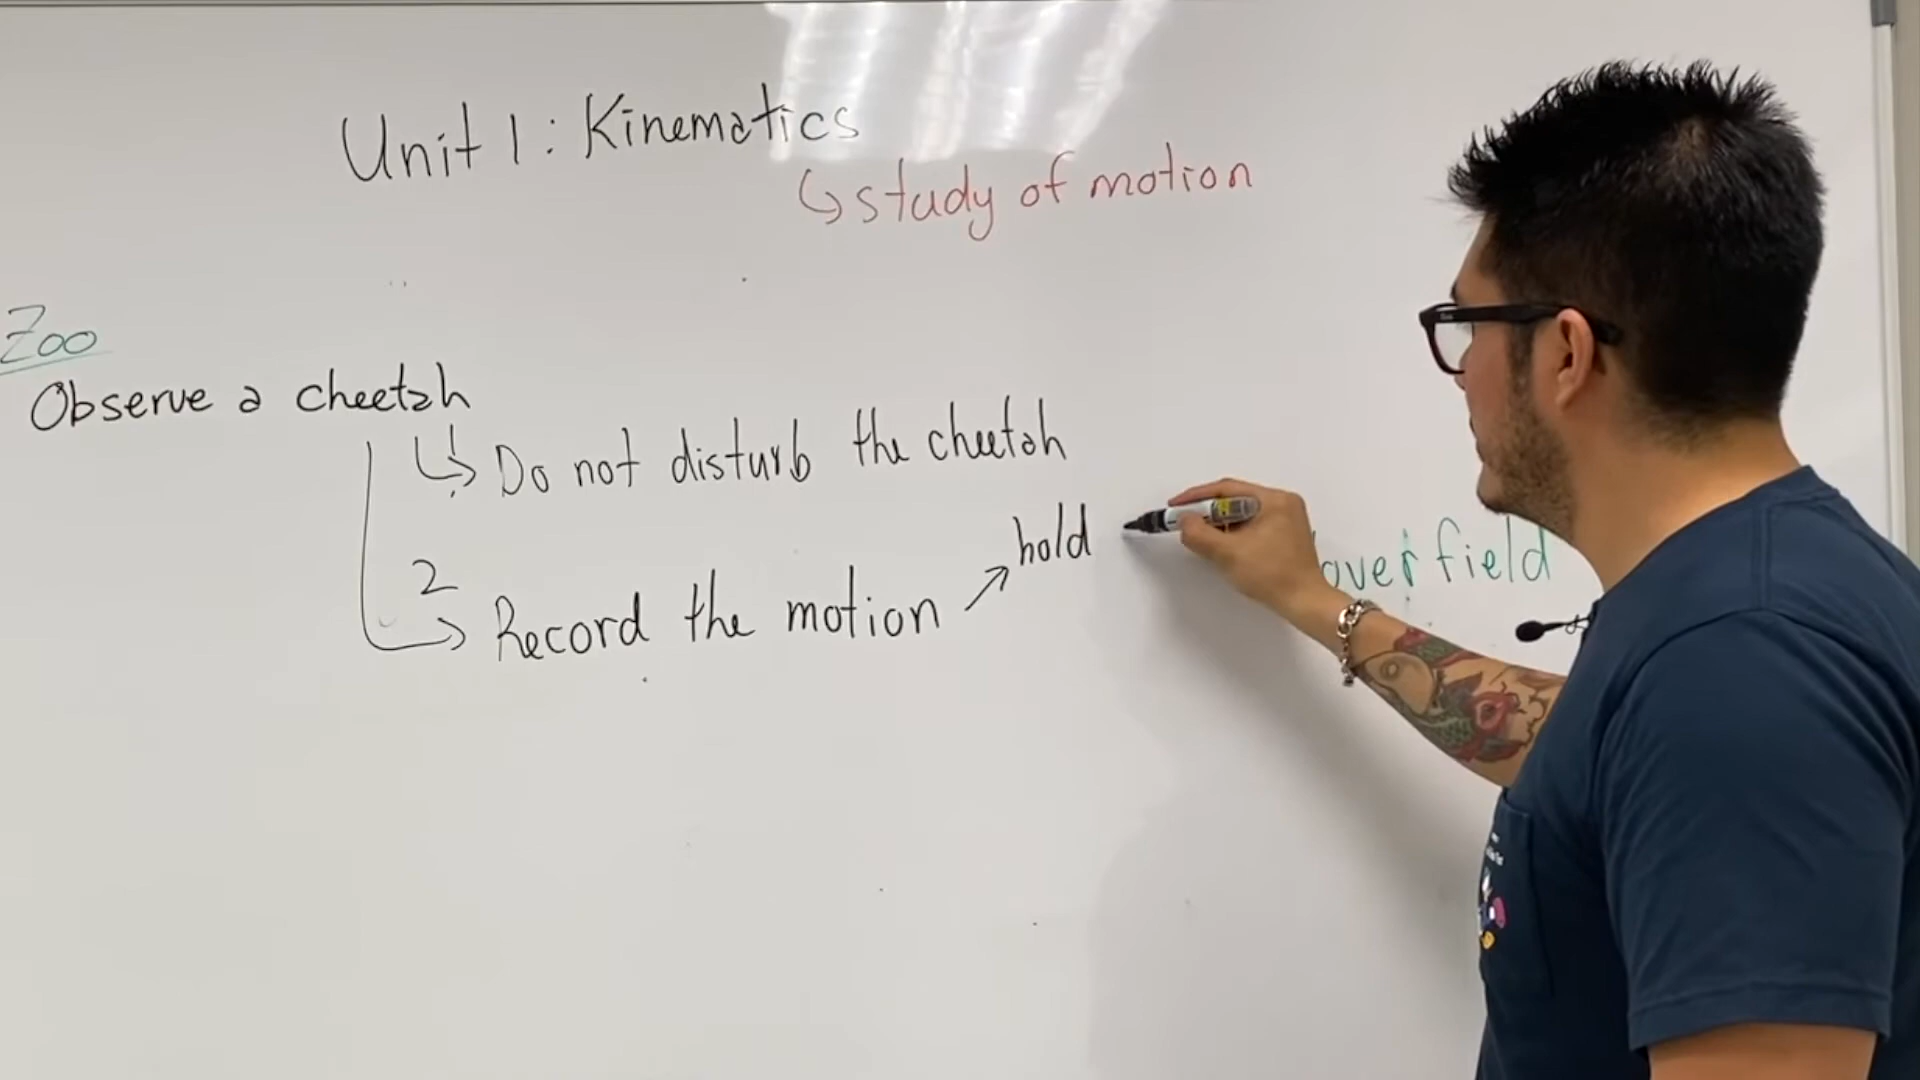 Unit 1: Kinematics
↳ study of motion
Zoo
Observe a cheetah
1 ↳ Do not disturb the cheetah
2 → Record the motion ↗ hold
over field